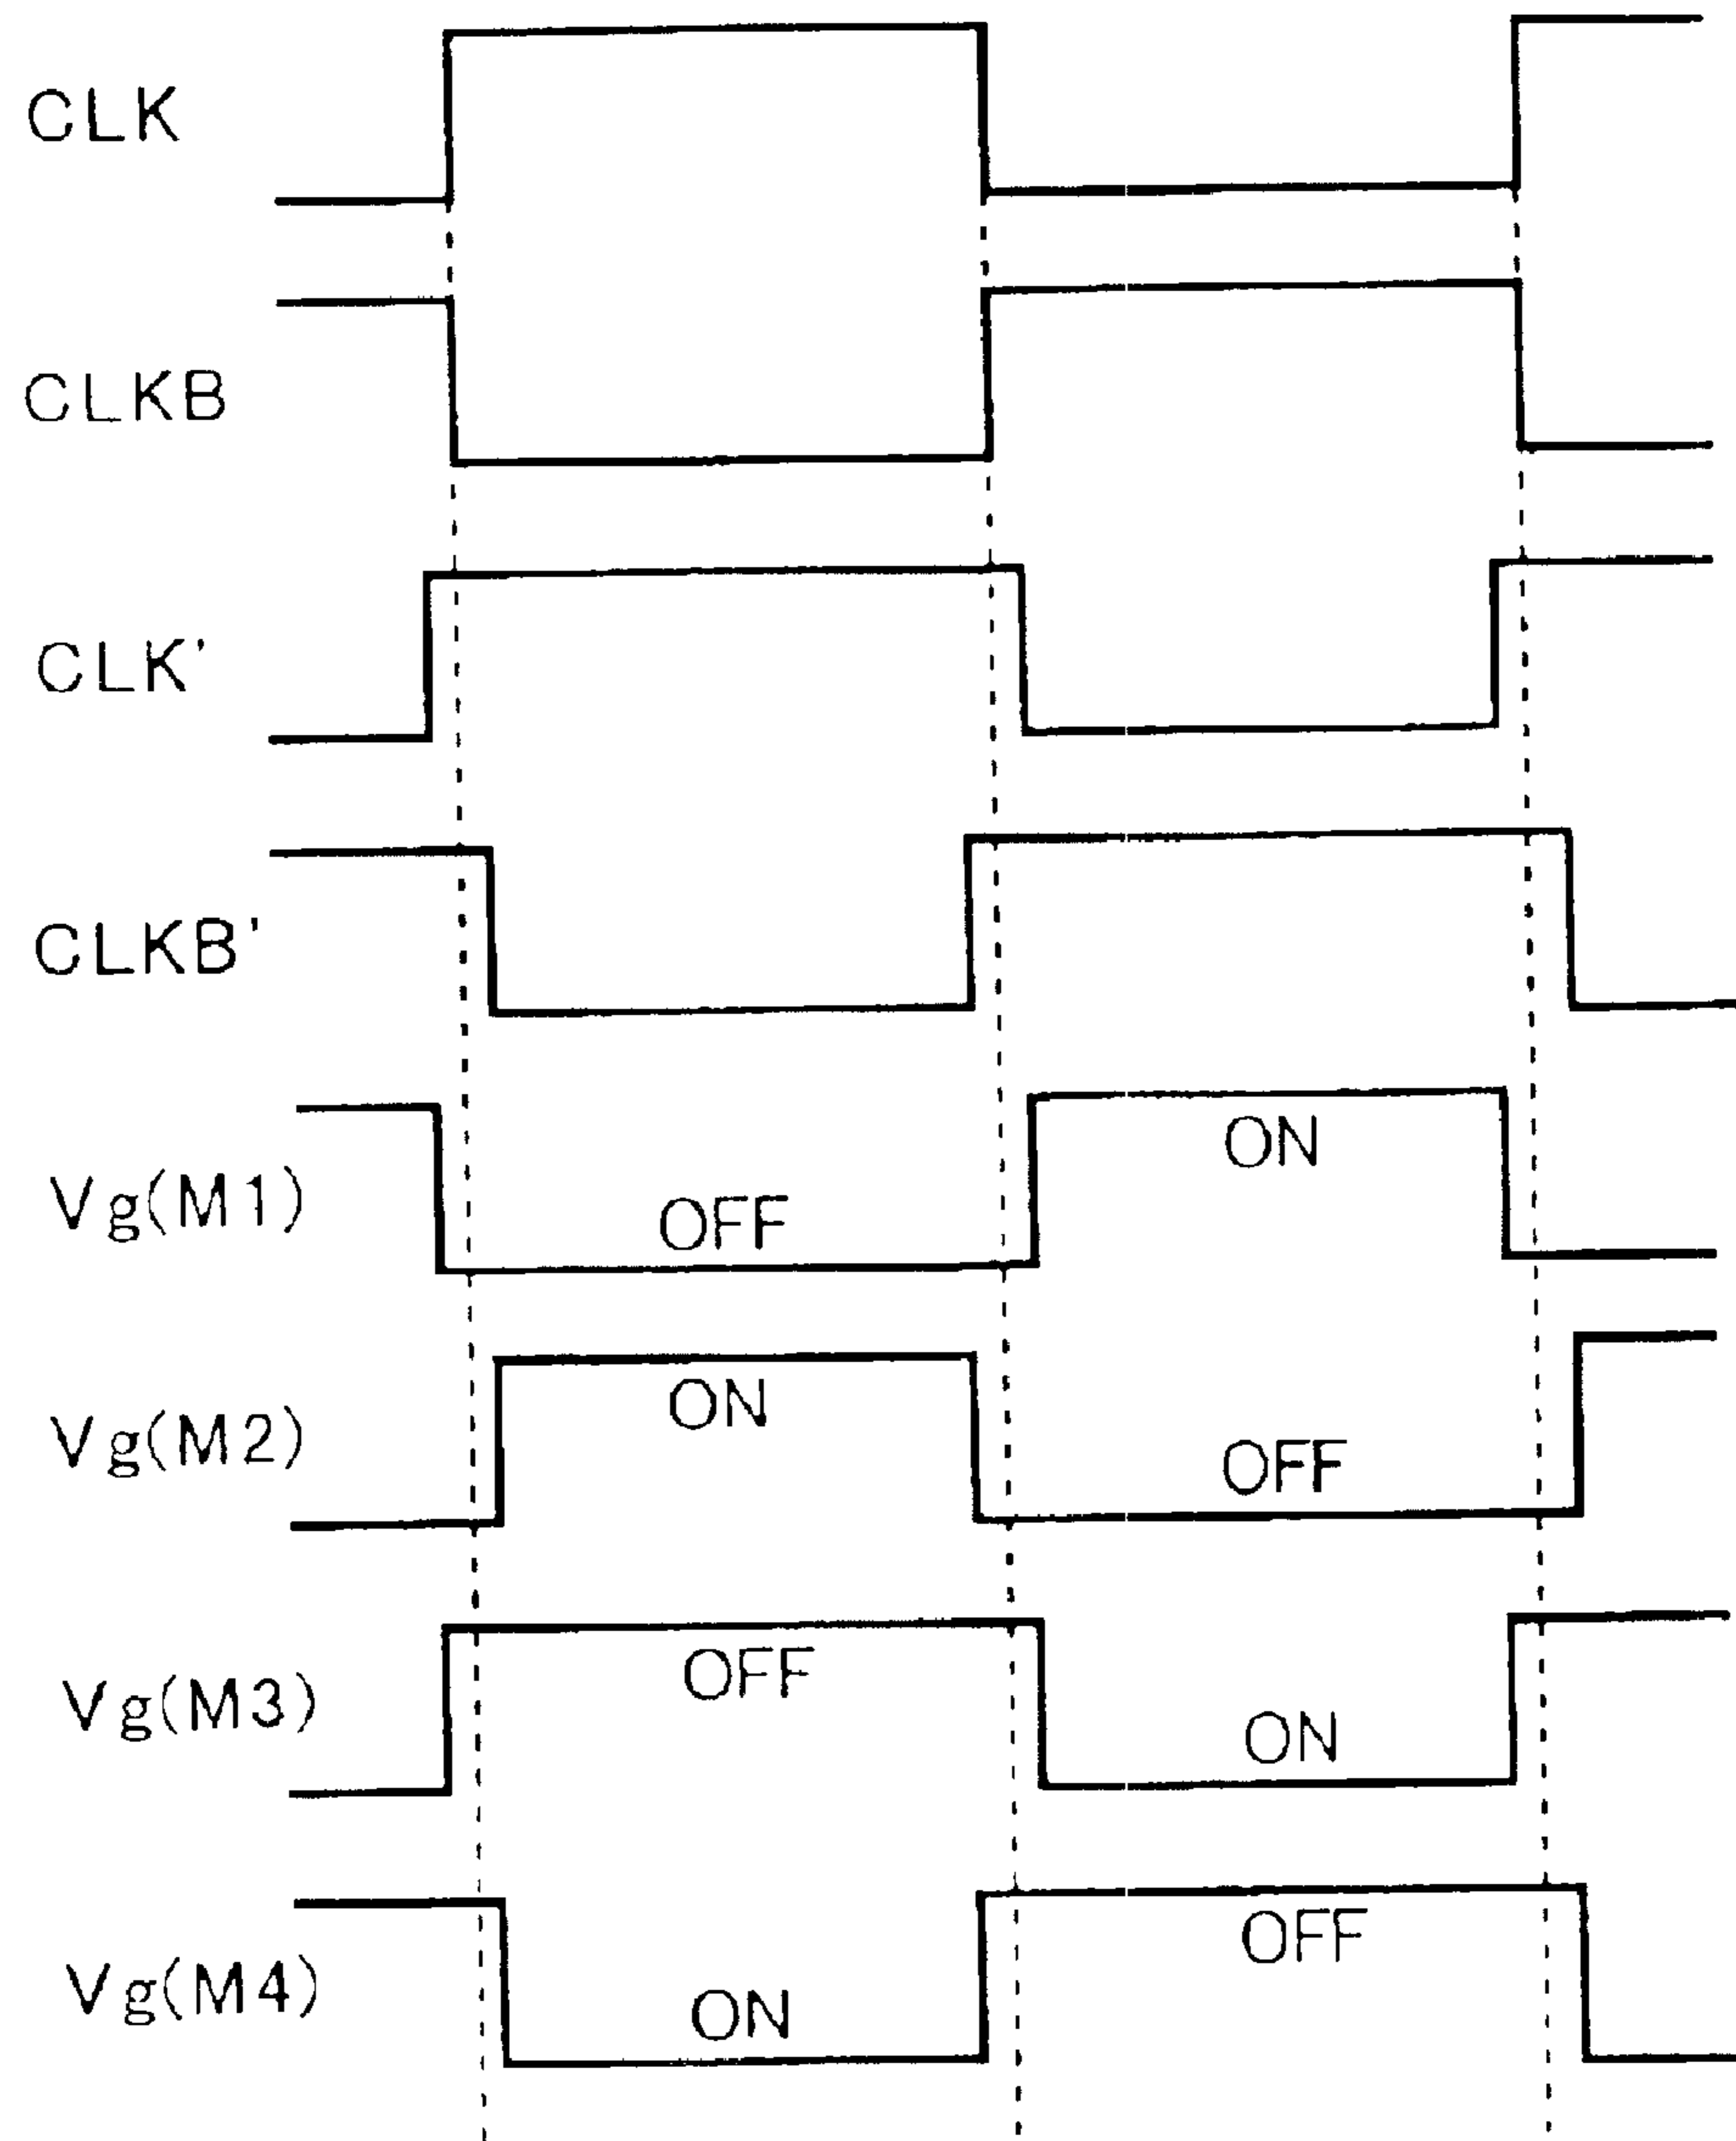 CLK
CLKB
CLK'
CLKB'
Vg(M1) OFF ON
Vg(M2) ON OFF
Vg(M3) OFF ON
Vg(M4) ON OFF